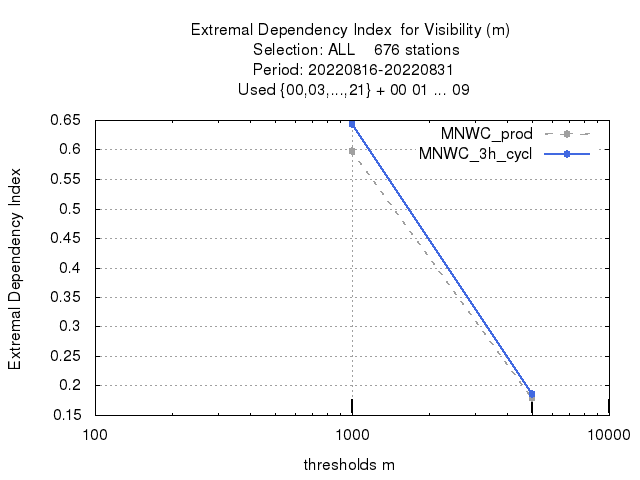 Extremal Dependency Index  for Visibility (m)
Selection: ALL    676 stations
Period: 20220816-20220831
Used {00,03,...,21} + 00 01 ... 09
MNWC_prod
MNWC_3h_cycl
0.65
0.6
0.55
0.5
0.45
0.4
0.35
0.3
0.25
0.2
0.15
Extremal Dependency Index
100
1000
10000
thresholds m